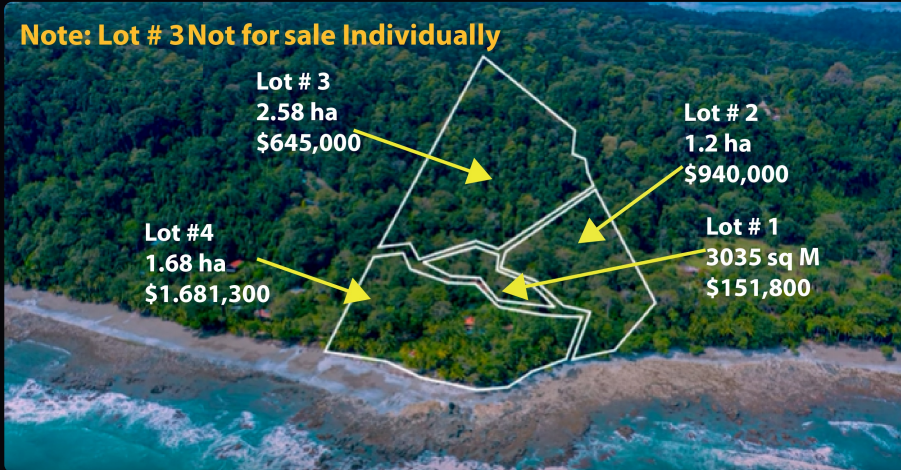 Note: Lot # 3 Not for sale Individually
Lot # 3
2.58 ha
$645,000
Lot # 2
1.2 ha
$940,000
Lot #4
1.68 ha
$1.681,300
Lot # 1
3035 sq M
$151,800